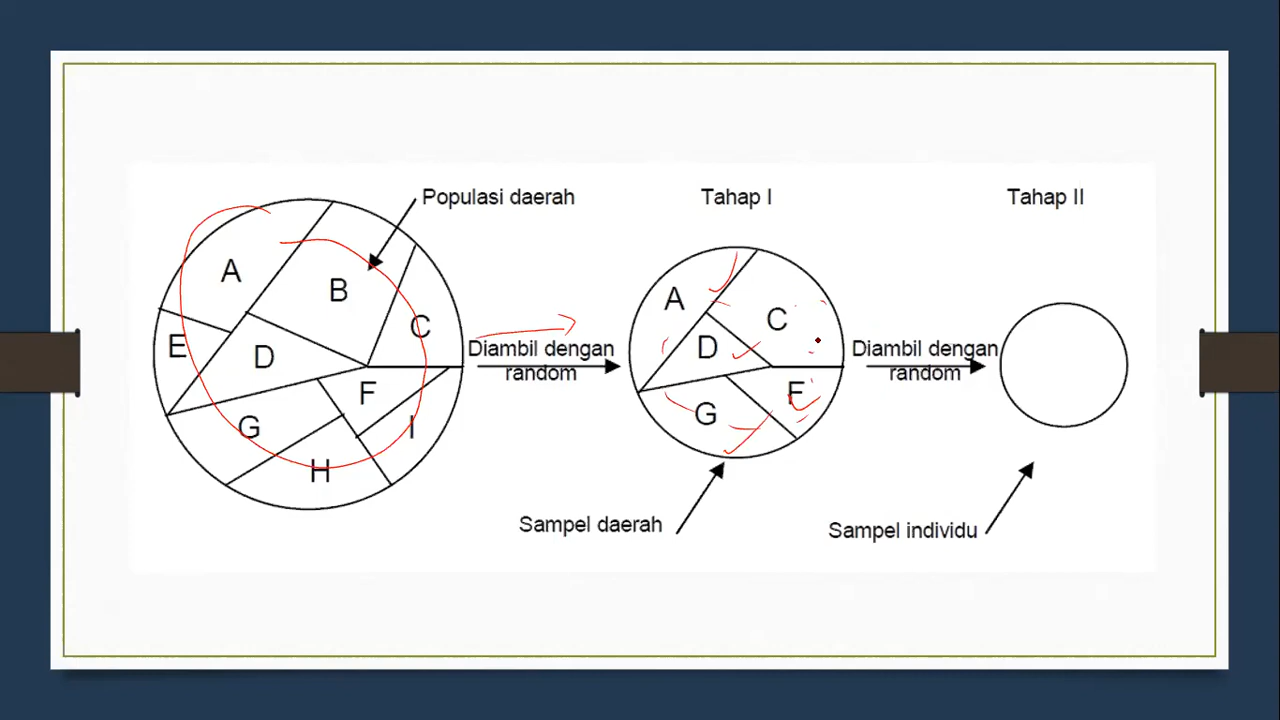 Populasi daerah
Tahap I
Tahap II
A
B
C
E
D
F
G
I
H
Diambil dengan
random
A
C
D
F
G
Diambil dengan
random
Sampel daerah
Sampel individu